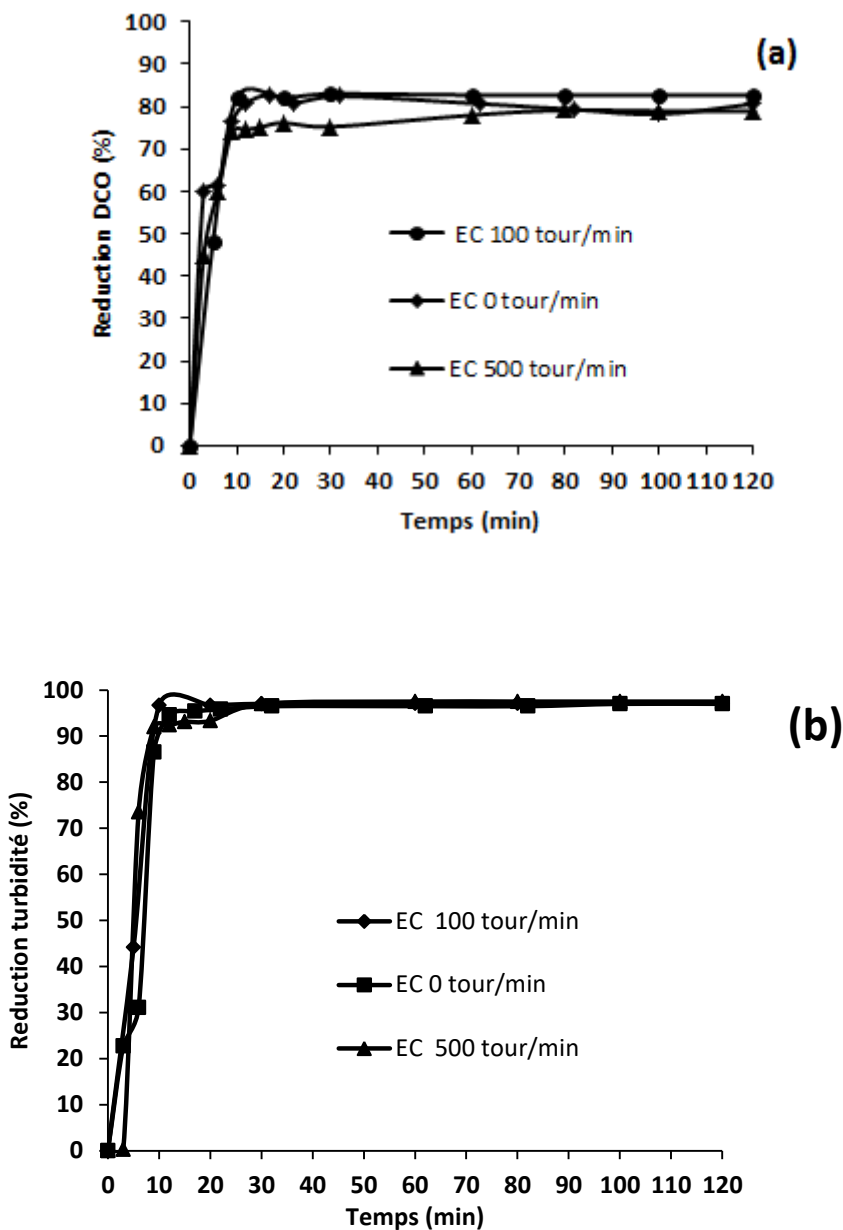 (a)
Reduction DCO (%)
100
90
80
70
60
50
40
30
20
10
0
EC 100 tour/min
EC 0 tour/min
EC 500 tour/min
0 10 20 30 40 50 60 70 80 90 100 110 120
Temps (min)
(b)
Reduction turbidité (%)
100
90
80
70
60
50
40
30
20
10
0
EC 100 tour/min
EC 0 tour/min
EC 500 tour/min
0 10 20 30 40 50 60 70 80 90 100 110 120
Temps (min)